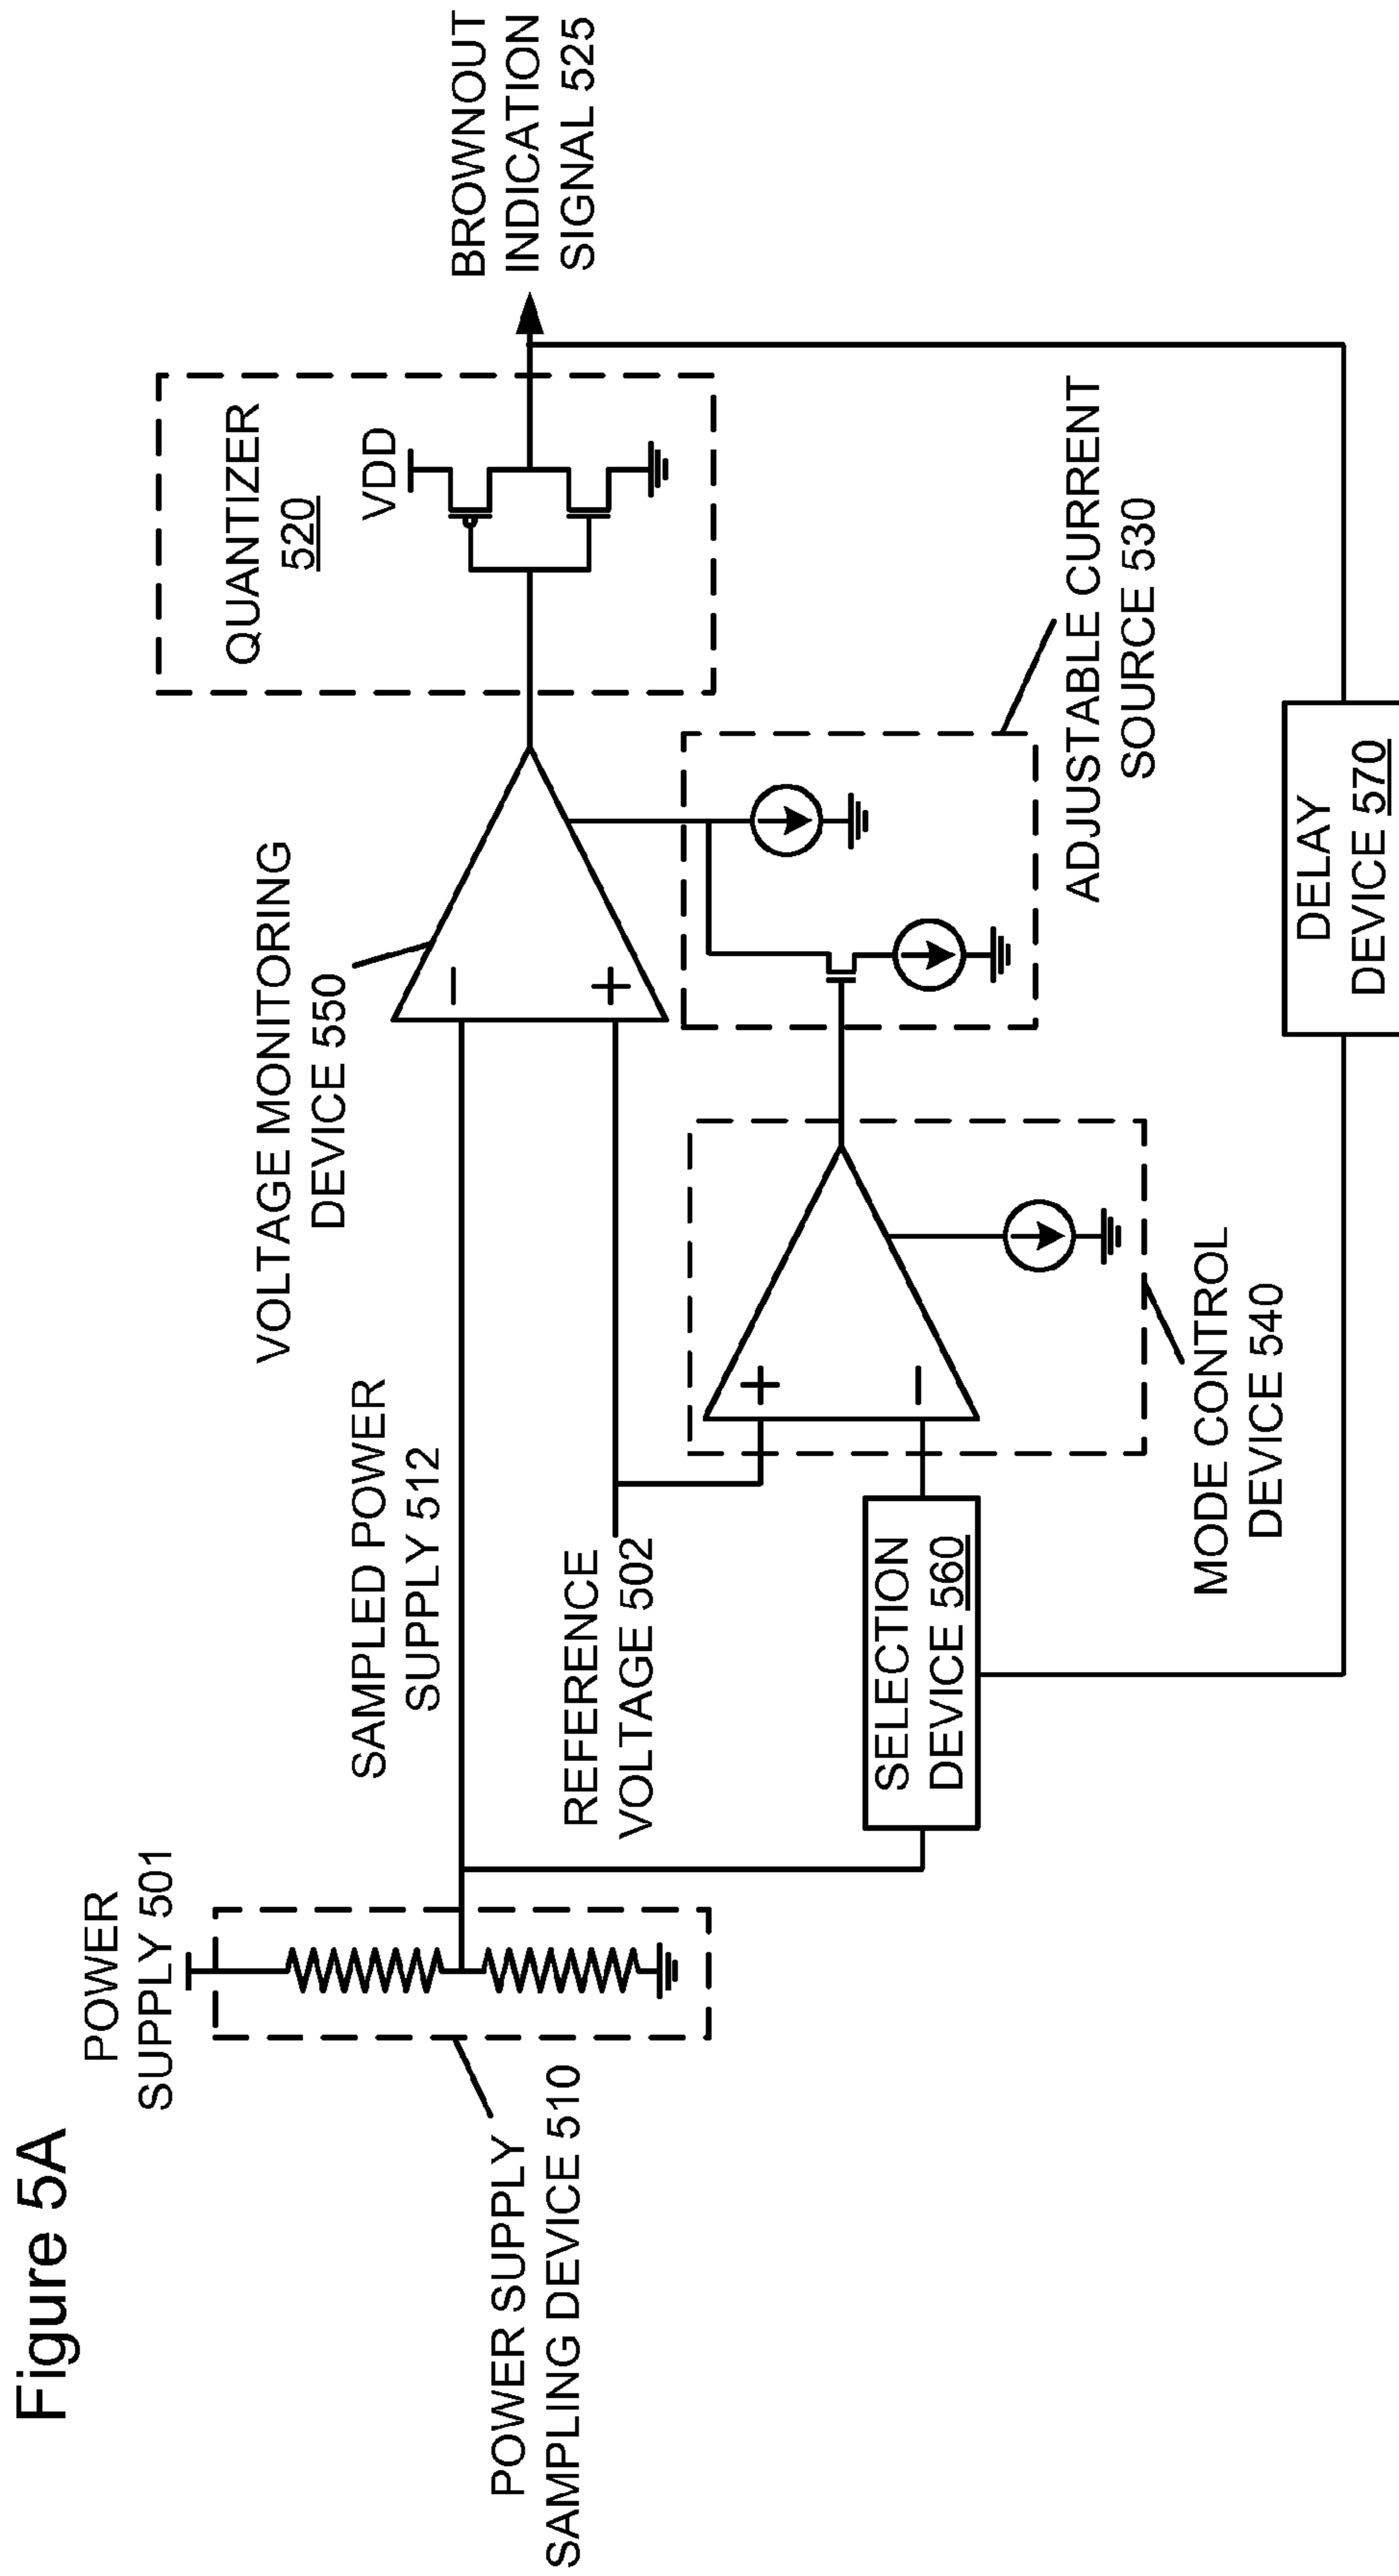 Figure 5A
POWER
SUPPLY 501
POWER SUPPLY
SAMPLING DEVICE 510
SAMPLED POWER
SUPPLY 512
REFERENCE
VOLTAGE 502
SELECTION
DEVICE 560
VOLTAGE MONITORING
DEVICE 550
−
+
+
−
MODE CONTROL
DEVICE 540
QUANTIZER
520
VDD
ADJUSTABLE CURRENT
SOURCE 530
DELAY
DEVICE 570
BROWNOUT
INDICATION
SIGNAL 525